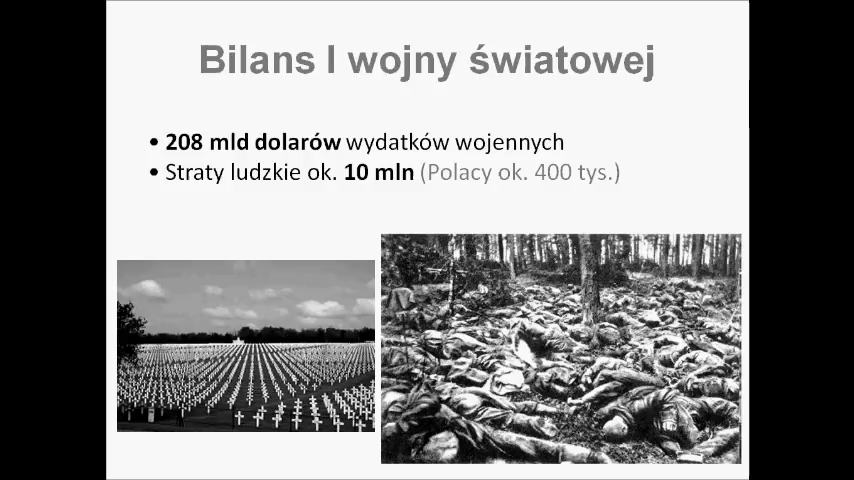 Bilans I wojny światowej
• 208 mld dolarów wydatków wojennych
• Straty ludzkie ok. 10 mln (Polacy ok. 400 tys.)